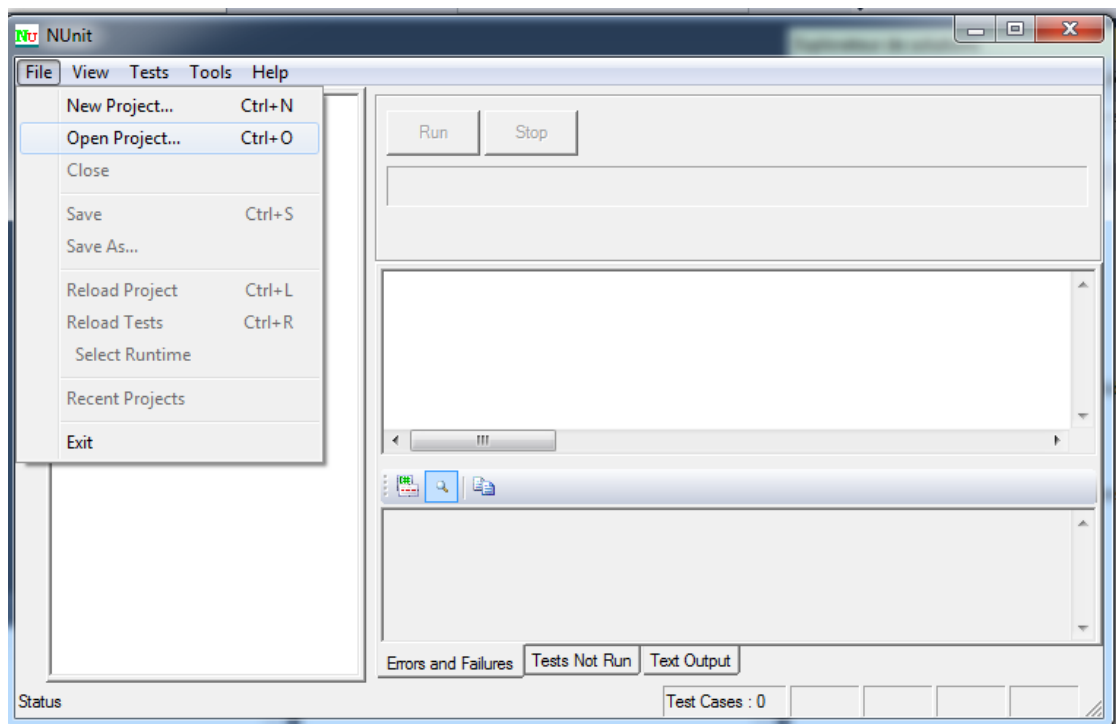 NUnit
File View Tests Tools Help
New Project... Ctrl+N
Open Project... Ctrl+O
Close
Save Ctrl+S
Save As...
Reload Project Ctrl+L
Reload Tests Ctrl+R
Select Runtime
Recent Projects
Exit
Run Stop
Errors and Failures Tests Not Run Text Output
Status Test Cases : 0